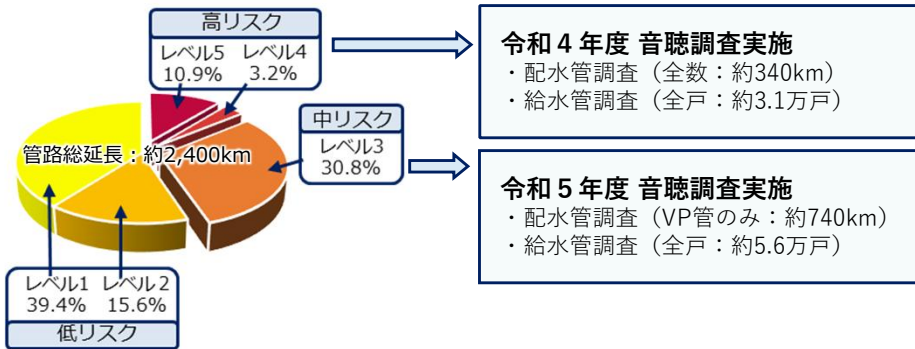 高リスク
レベル5 レベル4
10.9% 3.2%
中リスク
レベル3
30.8%
管路総延長：約2,400km
レベル1 レベル２
39.4% 15.6%
低リスク
令和４年度 音聴調査実施
・配水管調査（全数：約340km）
・給水管調査（全戸：約3.1万戸）
令和５年度 音聴調査実施
・配水管調査（VP管のみ：約740km）
・給水管調査（全戸：約5.6万戸）